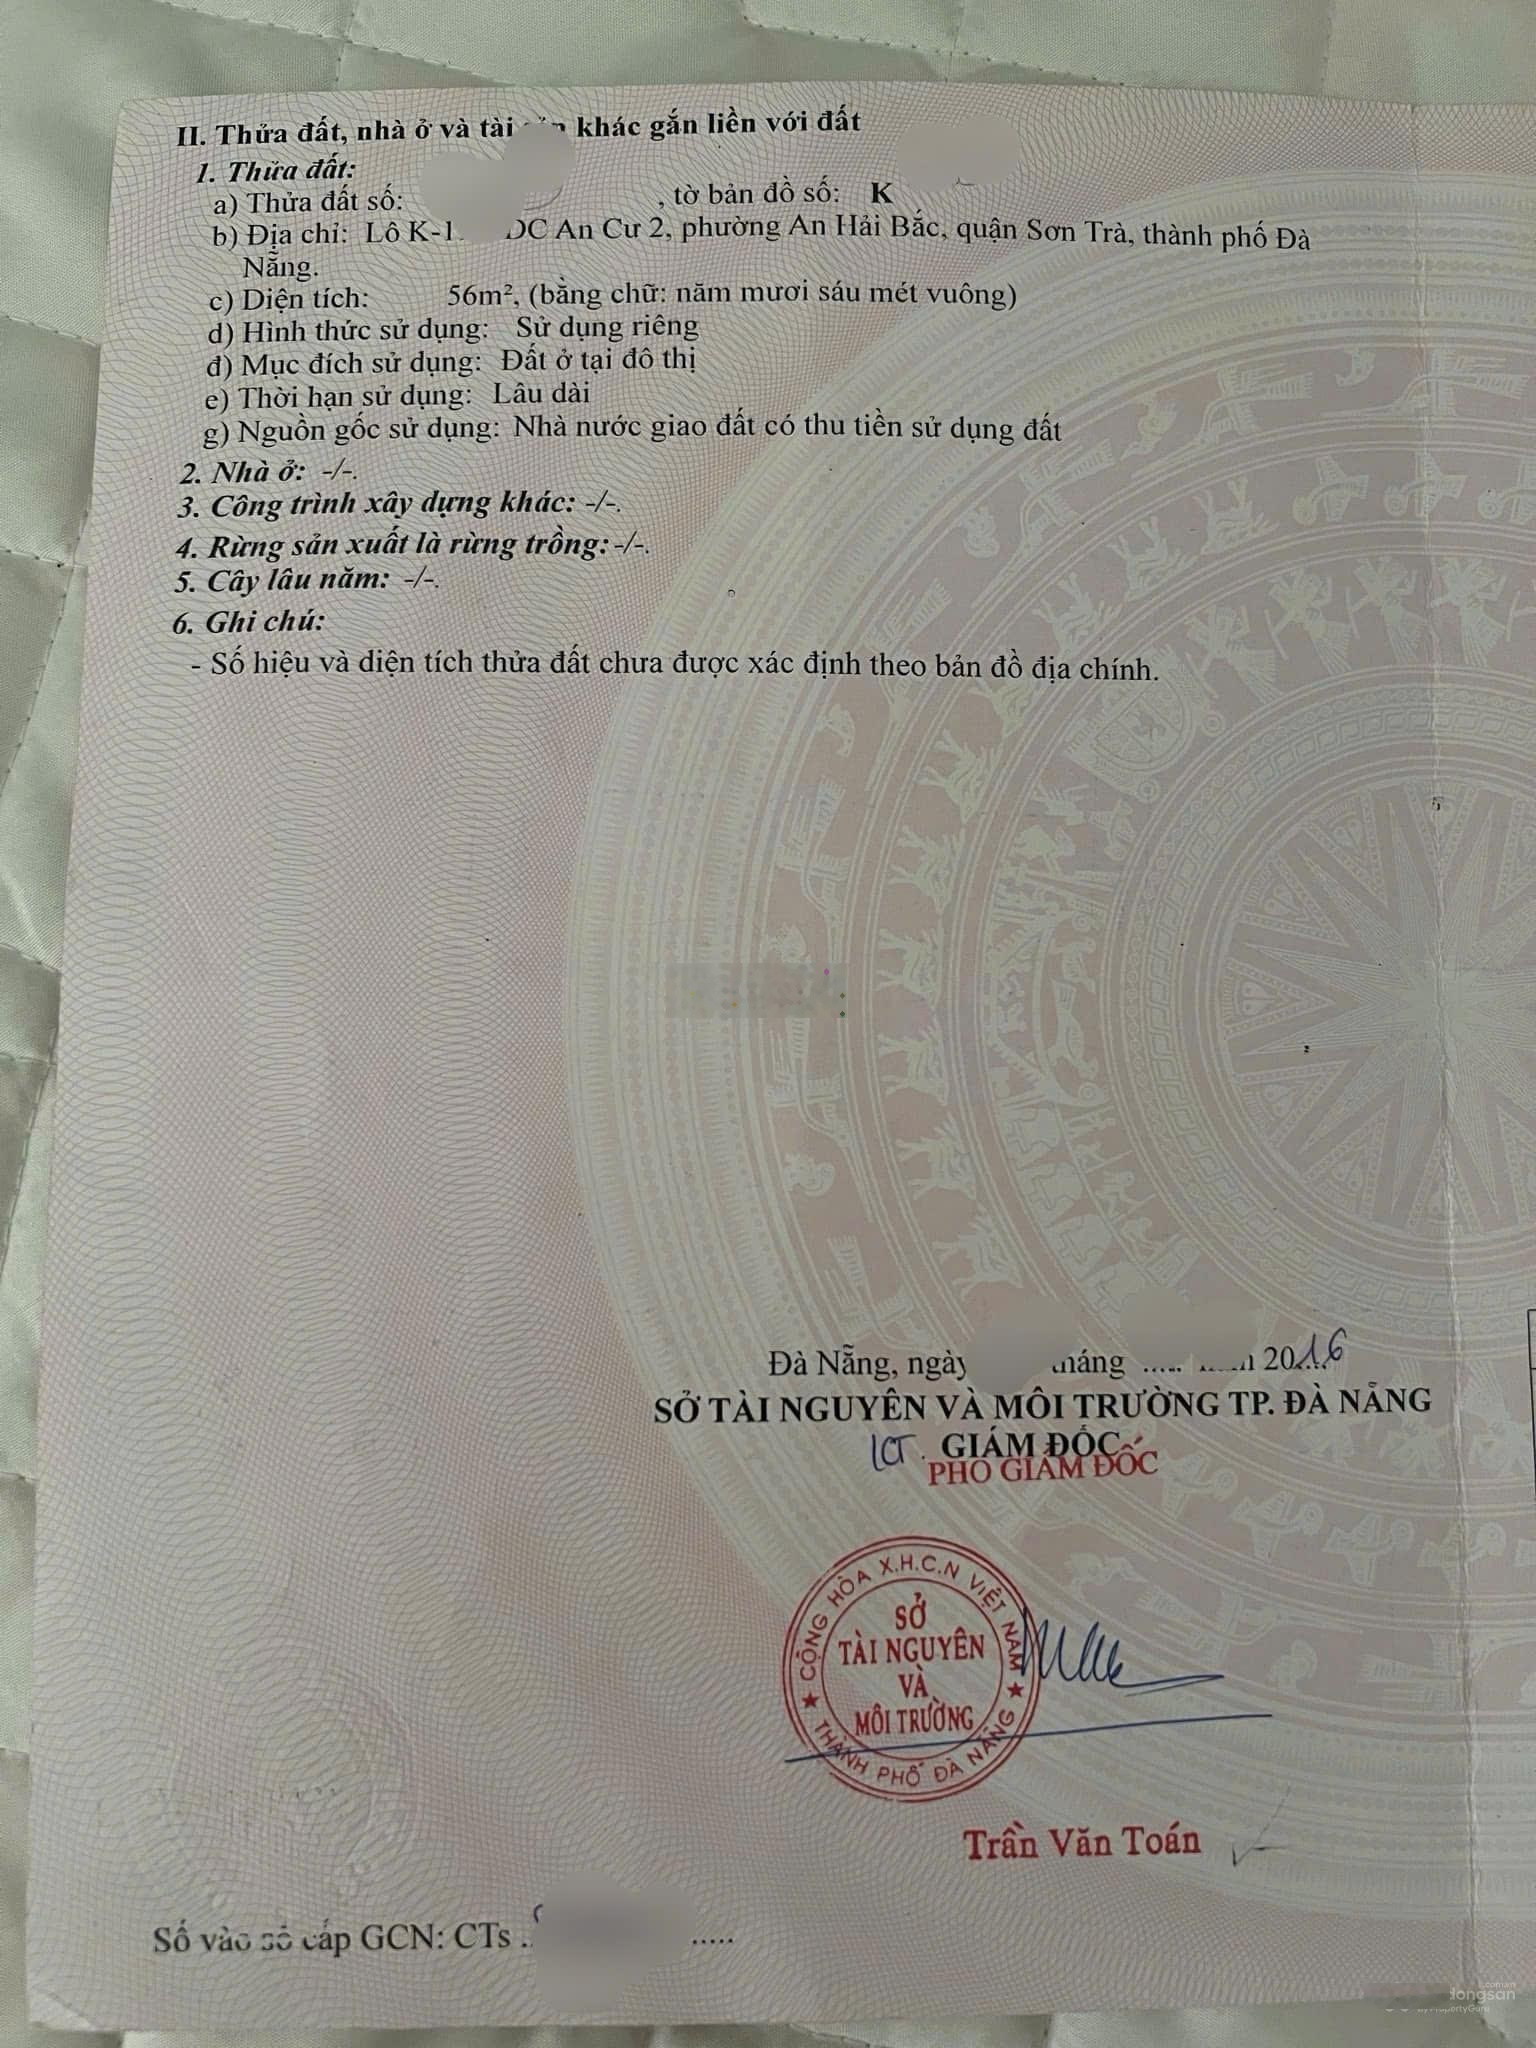 II. Thửa đất, nhà ở và tài khác gắn liền với đất
1. Thửa đất:
a) Thửa đất số: , tờ bản đồ số: K
b) Địa chỉ: Lô K-1 DC An Cư 2, phường An Hải Bắc, quận Sơn Trà, thành phố Đà
Nẵng.
c) Diện tích: 56m², (bằng chữ: năm mươi sáu mét vuông)
d) Hình thức sử dụng: Sử dụng riêng
đ) Mục đích sử dụng: Đất ở tại đô thị
e) Thời hạn sử dụng: Lâu dài
g) Nguồn gốc sử dụng: Nhà nước giao đất có thu tiền sử dụng đất
2. Nhà ở: -/-.
3. Công trình xây dựng khác: -/-.
4. Rừng sản xuất là rừng trồng: -/-.
5. Cây lâu năm: -/-.
6. Ghi chú:
- Số hiệu và diện tích thửa đất chưa được xác định theo bản đồ địa chính.
Đà Nẵng, ngày tháng 2016
SỞ TÀI NGUYÊN VÀ MÔI TRƯỜNG TP. ĐÀ NẴNG
KT. GIÁM ĐỐC
PHÓ GIÁM ĐỐC
CỘNG HÒA X.H.C.N VIỆT NAM
SỞ
TÀI NGUYÊN
VÀ
MÔI TRƯỜNG
THÀNH PHỐ ĐÀ NẴNG
Trần Văn Toán
Số vào sổ cấp GCN: CTs
dongsan
by PropertyGuru